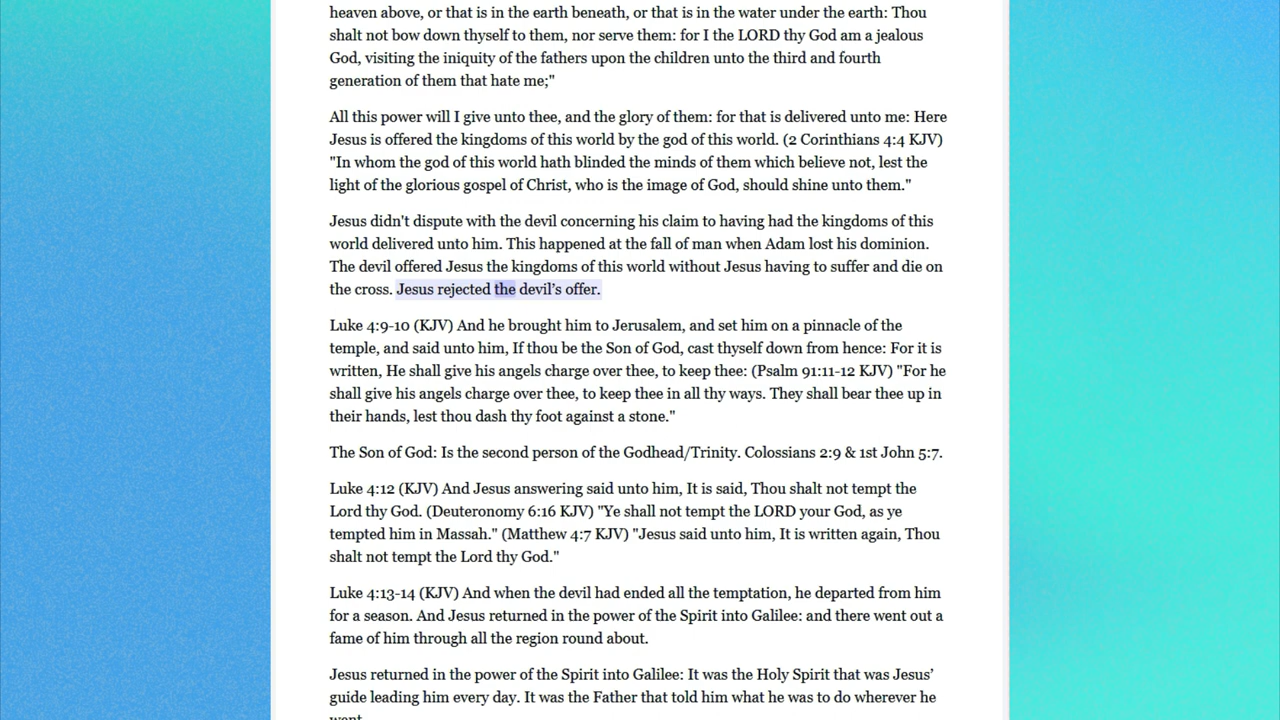 heaven above, or that is in the earth beneath, or that is in the water under the earth: Thou
shalt not bow down thyself to them, nor serve them: for I the LORD thy God am a jealous
God, visiting the iniquity of the fathers upon the children unto the third and fourth
generation of them that hate me;"
All this power will I give unto thee, and the glory of them: for that is delivered unto me: Here
Jesus is offered the kingdoms of this world by the god of this world. (2 Corinthians 4:4 KJV)
"In whom the god of this world hath blinded the minds of them which believe not, lest the
light of the glorious gospel of Christ, who is the image of God, should shine unto them."
Jesus didn't dispute with the devil concerning his claim to having had the kingdoms of this
world delivered unto him. This happened at the fall of man when Adam lost his dominion.
The devil offered Jesus the kingdoms of this world without Jesus having to suffer and die on
the cross. Jesus rejected the devil’s offer.
Luke 4:9-10 (KJV) And he brought him to Jerusalem, and set him on a pinnacle of the
temple, and said unto him, If thou be the Son of God, cast thyself down from hence: For it is
written, He shall give his angels charge over thee, to keep thee: (Psalm 91:11-12 KJV) "For he
shall give his angels charge over thee, to keep thee in all thy ways. They shall bear thee up in
their hands, lest thou dash thy foot against a stone."
The Son of God: Is the second person of the Godhead/Trinity. Colossians 2:9 & 1st John 5:7.
Luke 4:12 (KJV) And Jesus answering said unto him, It is said, Thou shalt not tempt the
Lord thy God. (Deuteronomy 6:16 KJV) "Ye shall not tempt the LORD your God, as ye
tempted him in Massah." (Matthew 4:7 KJV) "Jesus said unto him, It is written again, Thou
shalt not tempt the Lord thy God."
Luke 4:13-14 (KJV) And when the devil had ended all the temptation, he departed from him
for a season. And Jesus returned in the power of the Spirit into Galilee: and there went out a
fame of him through all the region round about.
Jesus returned in the power of the Spirit into Galilee: It was the Holy Spirit that was Jesus’
guide leading him every day. It was the Father that told him what he was to do wherever he
went.